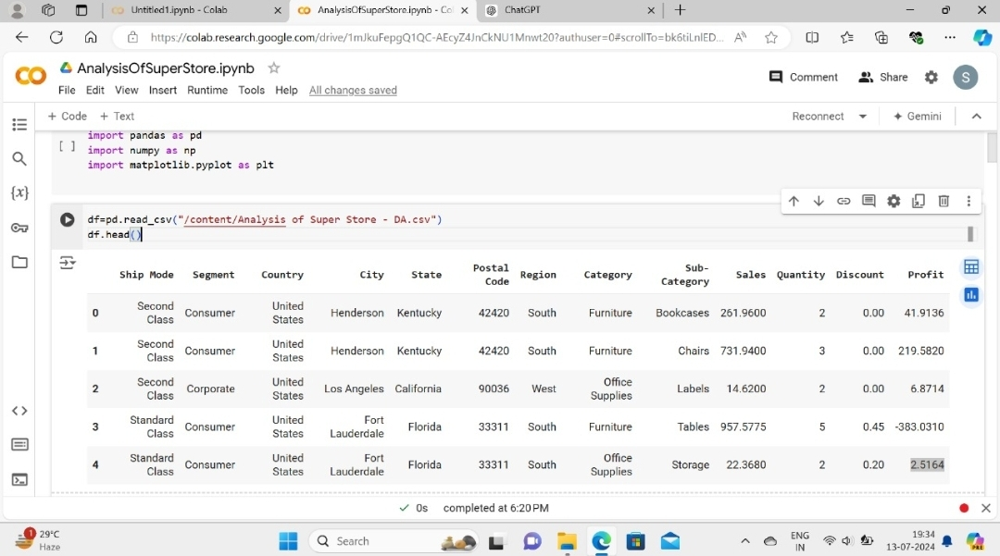 Untitled1.ipynb - Colab
AnalysisOfSuperStore.ipynb - Co
ChatGPT
https://colab.research.google.com/drive/1mJkuFepgQ1QC-AEcyZ4JnCkNU1Mnwt20?authuser=0#scrollTo=bk6tiLnlED...
AnalysisOfSuperStore.ipynb
Comment
Share
S
File Edit View Insert Runtime Tools Help All changes saved
+ Code + Text
Reconnect
Gemini
[ ]
import pandas as pd
import numpy as np
import matplotlib.pyplot as plt
df=pd.read_csv("/content/Analysis of Super Store - DA.csv")
df.head()
Ship Mode Segment Country City State Postal Code Region Category Sub-Category Sales Quantity Discount Profit
0 Second Class Consumer United States Henderson Kentucky 42420 South Furniture Bookcases 261.9600 2 0.00 41.9136
1 Second Class Consumer United States Henderson Kentucky 42420 South Furniture Chairs 731.9400 3 0.00 219.5820
2 Second Class Corporate United States Los Angeles California 90036 West Office Supplies Labels 14.6200 2 0.00 6.8714
3 Standard Class Consumer United States Fort Lauderdale Florida 33311 South Furniture Tables 957.5775 5 0.45 -383.0310
4 Standard Class Consumer United States Fort Lauderdale Florida 33311 South Office Supplies Storage 22.3680 2 0.20 2.5164
0s completed at 6:20 PM
1
29°C
Haze
Search
ENG
IN
19:34
13-07-2024
PRE